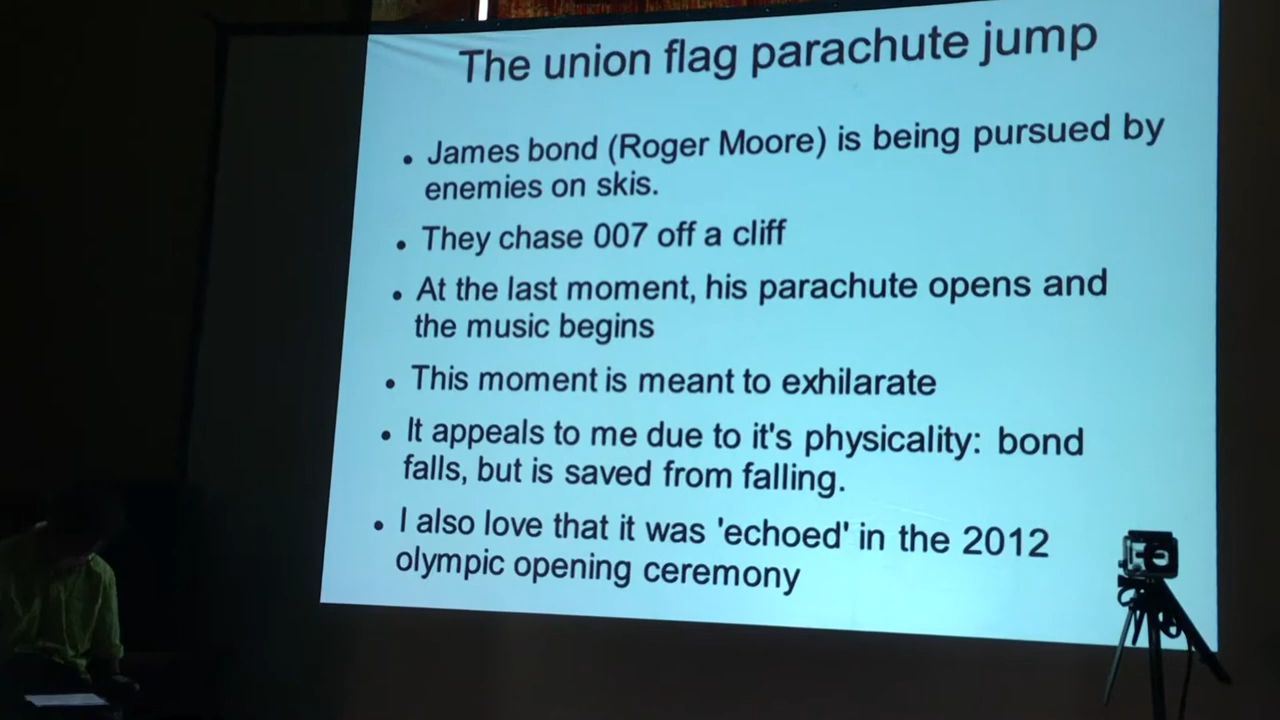 The union flag parachute jump
• James bond (Roger Moore) is being pursued by
enemies on skis.
• They chase 007 off a cliff
• At the last moment, his parachute opens and
the music begins
• This moment is meant to exhilarate
• It appeals to me due to it's physicality: bond
falls, but is saved from falling.
• I also love that it was 'echoed' in the 2012
olympic opening ceremony